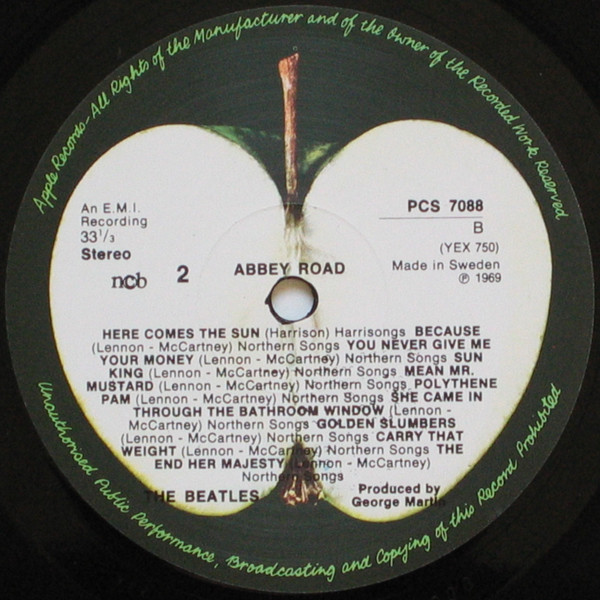 Apple Records-All Rights of the Manufacturer and of the Owner of the Recorded Work Reserved
An E.M.I.
Recording
33 1/3
Stereo
ncb 2
ABBEY ROAD
PCS 7088
B
(YEX 750)
Made in Sweden
℗ 1969
HERE COMES THE SUN (Harrison) Harrisongs BECAUSE
(Lennon - McCartney) Northern Songs YOU NEVER GIVE ME
YOUR MONEY (Lennon - McCartney) Northern Songs SUN
KING (Lennon - McCartney) Northern Songs MEAN MR.
MUSTARD (Lennon - McCartney) Northern Songs POLYTHENE
PAM (Lennon - McCartney) Northern Songs SHE CAME IN
THROUGH THE BATHROOM WINDOW (Lennon -
McCartney) Northern Songs GOLDEN SLUMBERS
(Lennon - McCartney) Northern Songs CARRY THAT
WEIGHT (Lennon - McCartney) Northern Songs THE
END HER MAJESTY (Lennon - McCartney)
Northern Songs
THE BEATLES
Produced by
George Martin
Unauthorised Public Performance, Broadcasting and Copying of this Record Prohibited